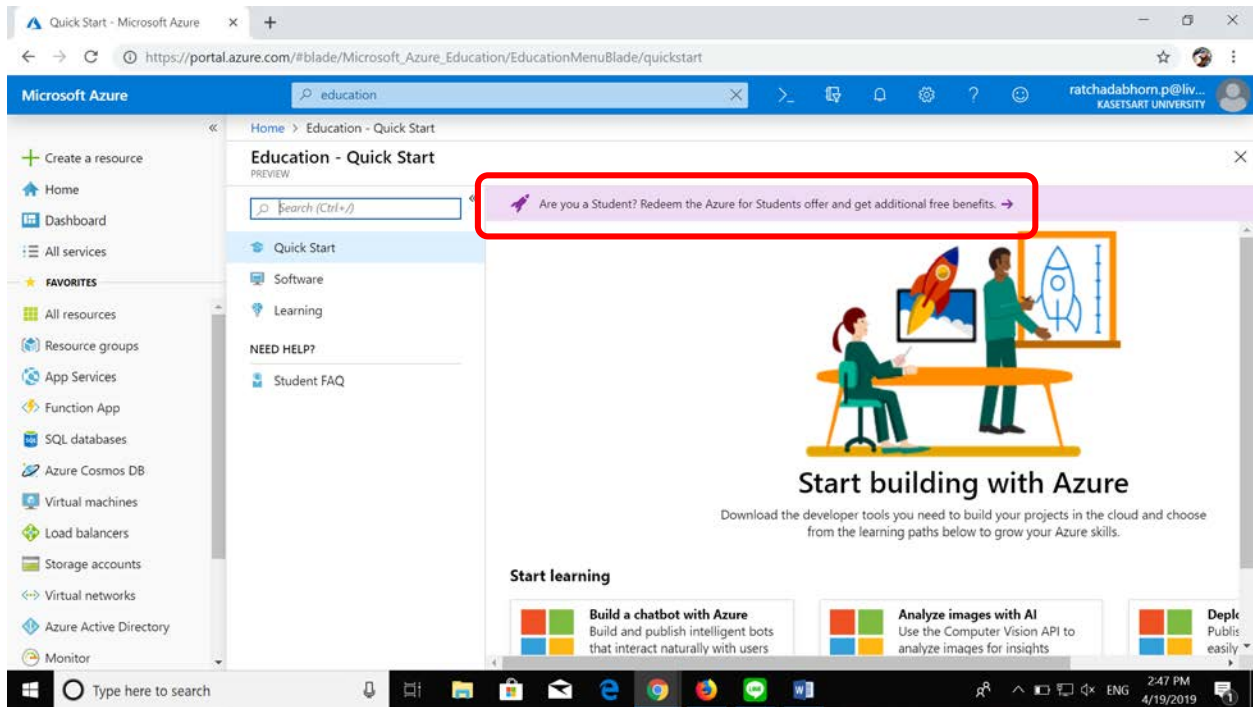 Quick Start - Microsoft Azure
https://portal.azure.com/#blade/Microsoft_Azure_Education/EducationMenuBlade/quickstart
Microsoft Azure
education
ratchadabhorn.p@liv...
KASETSART UNIVERSITY
Create a resource
Home
Dashboard
All services
FAVORITES
All resources
Resource groups
App Services
Function App
SQL databases
Azure Cosmos DB
Virtual machines
Load balancers
Storage accounts
Virtual networks
Azure Active Directory
Monitor
Home > Education - Quick Start
Education - Quick Start
PREVIEW
Search (Ctrl+/)
Quick Start
Software
Learning
NEED HELP?
Student FAQ
Are you a Student? Redeem the Azure for Students offer and get additional free benefits. →
Start building with Azure
Download the developer tools you need to build your projects in the cloud and choose
from the learning paths below to grow your Azure skills.
Start learning
Build a chatbot with Azure
Build and publish intelligent bots
that interact naturally with users
Analyze images with AI
Use the Computer Vision API to
analyze images for insights
Deplo
Publis
easily
Type here to search
ENG
2:47 PM
4/19/2019